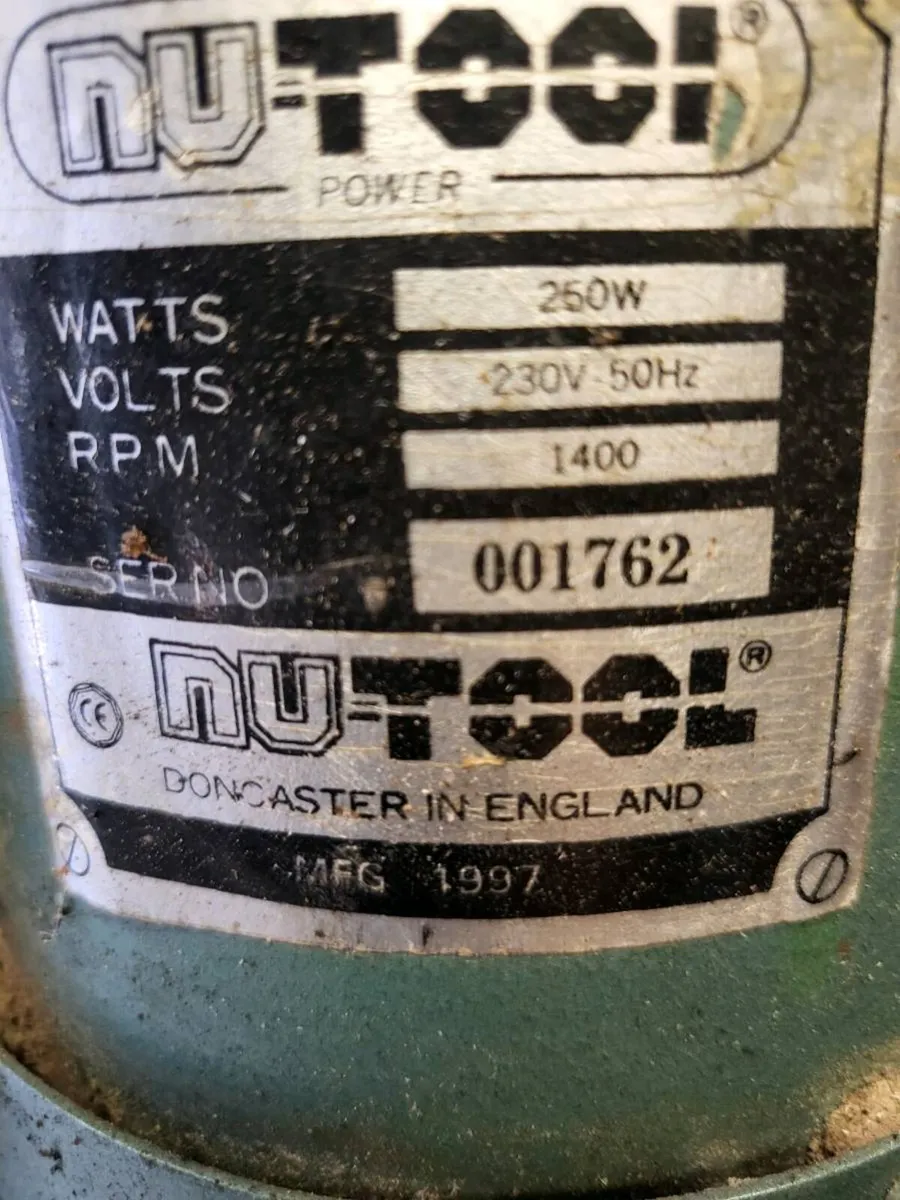 NU-TOOL ®
POWER
WATTS 250W
VOLTS 230V 50Hz
RPM 1400
SER NO 001762
CE NU-TOOL ®
DONCASTER IN ENGLAND
MFG 1997